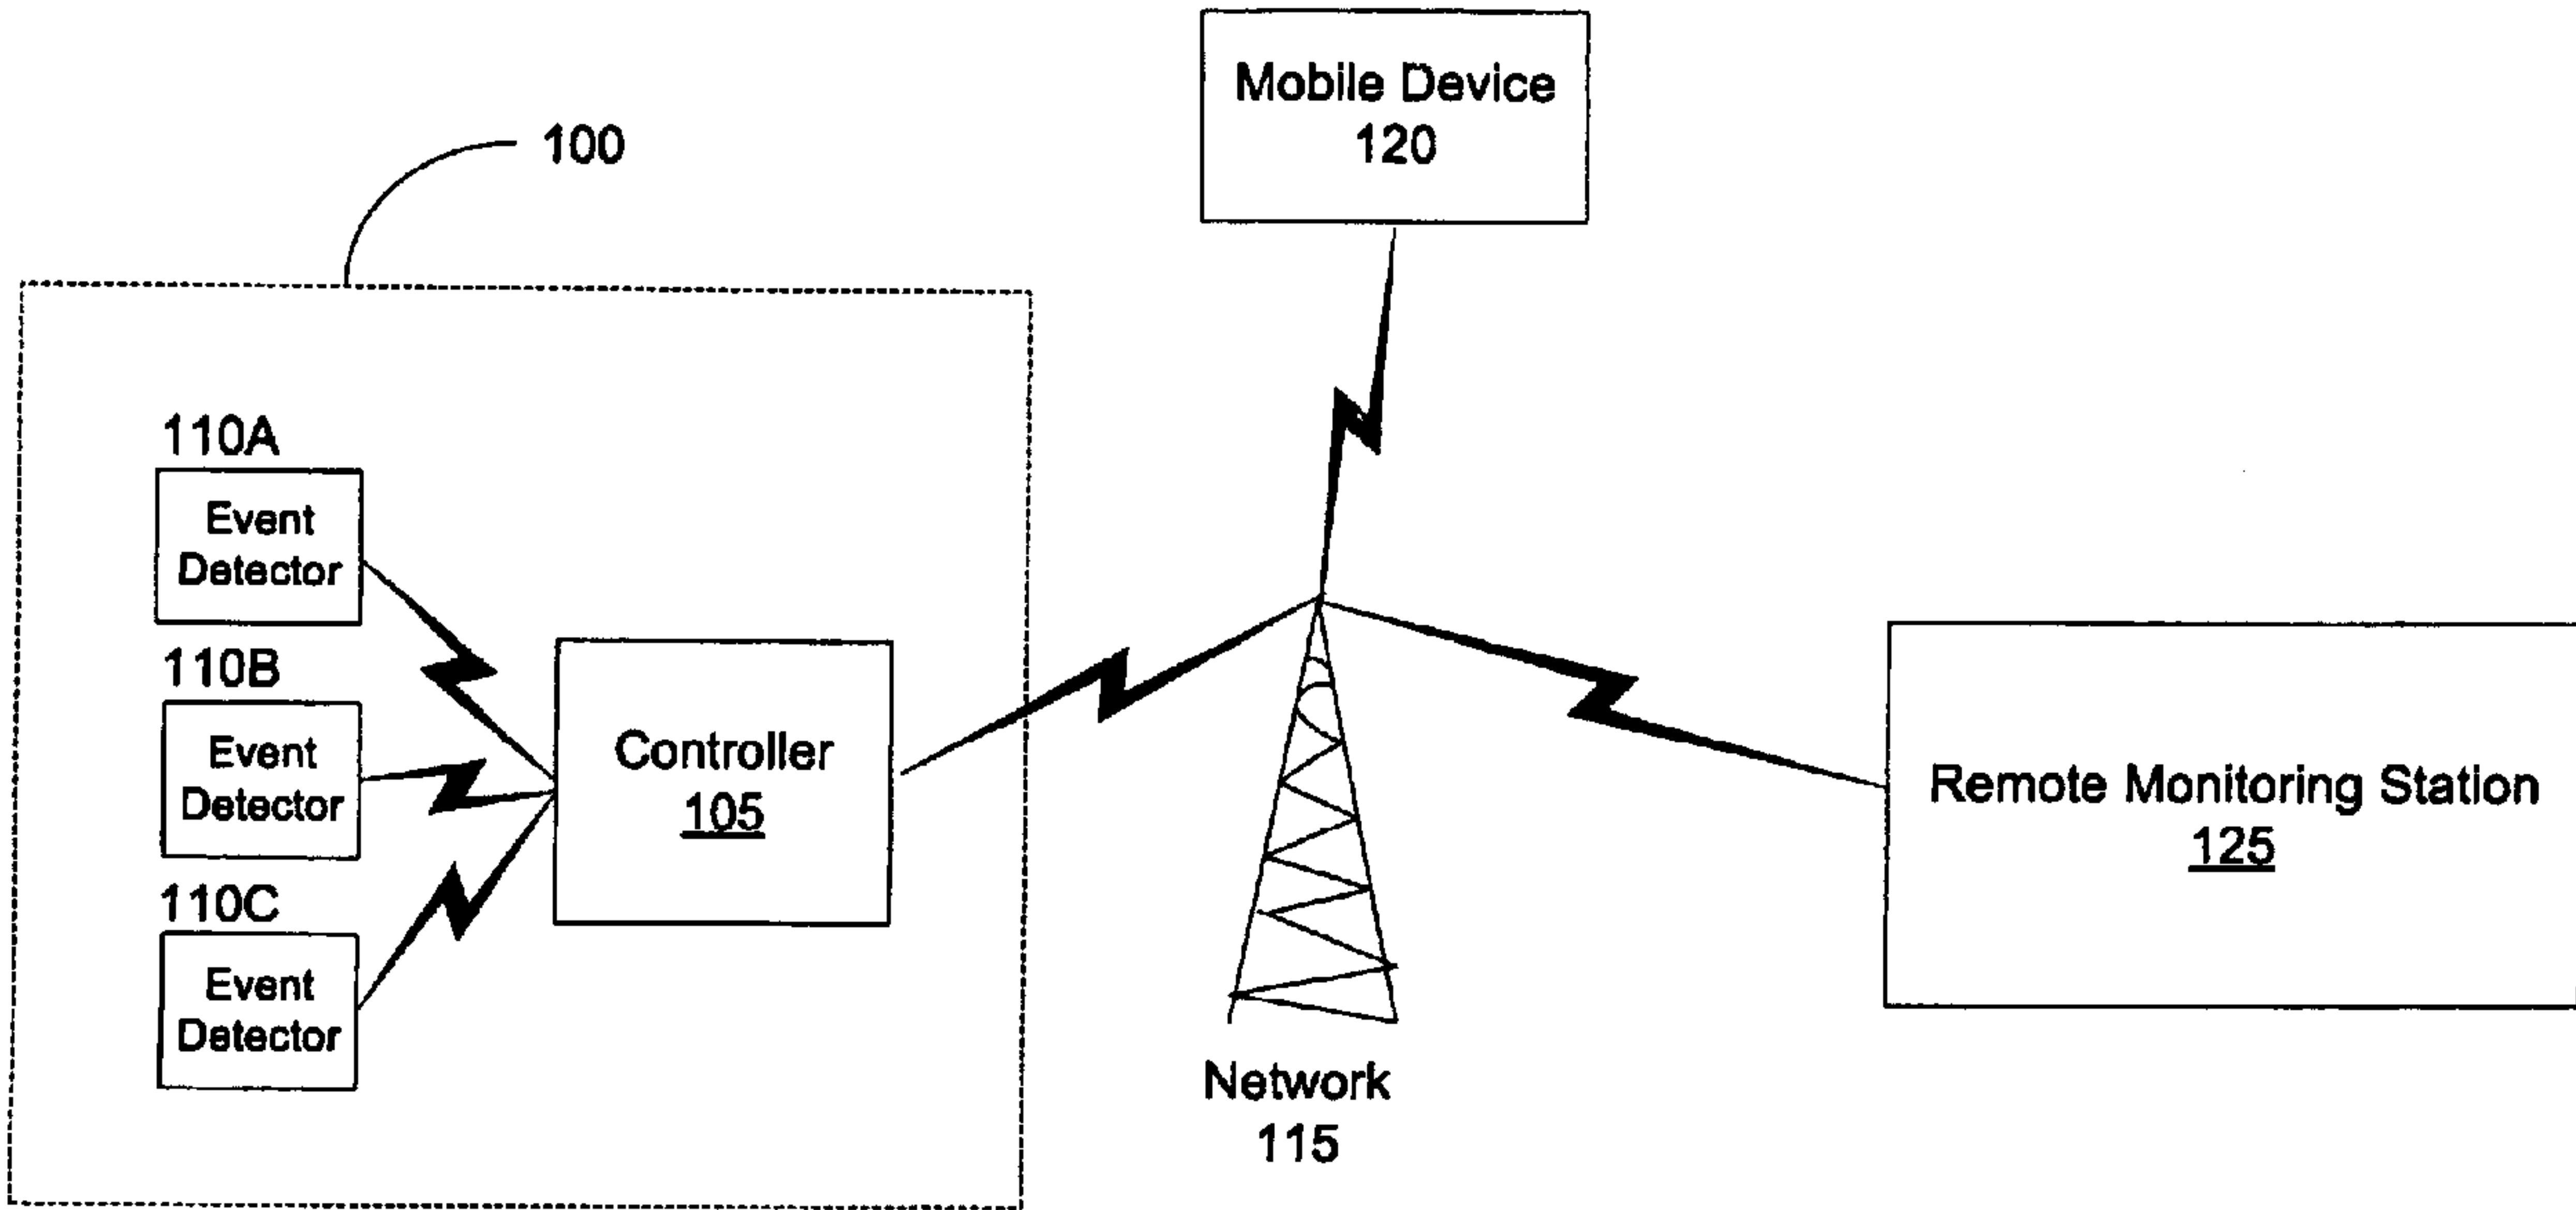 Mobile Device
120
100
110A
Event
Detector
110B
Event
Detector
110C
Event
Detector
Controller
105
Network
115
Remote Monitoring Station
125